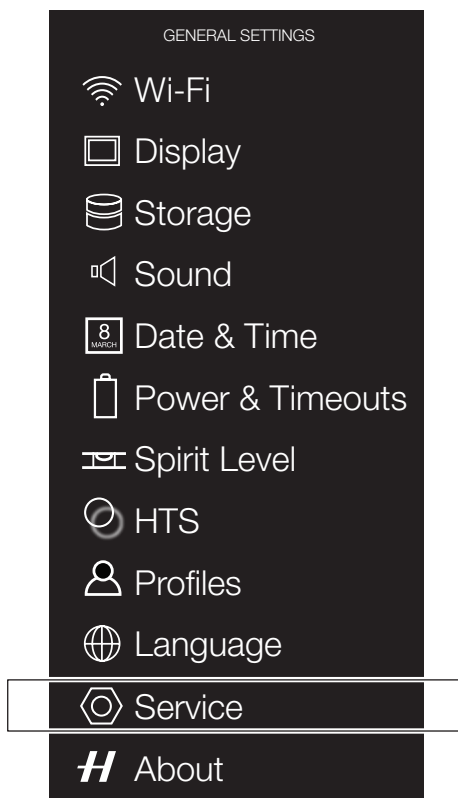 GENERAL SETTINGS
Wi-Fi
Display
Storage
Sound
8
MARCH
Date & Time
Power & Timeouts
Spirit Level
HTS
Profiles
Language
Service
H About